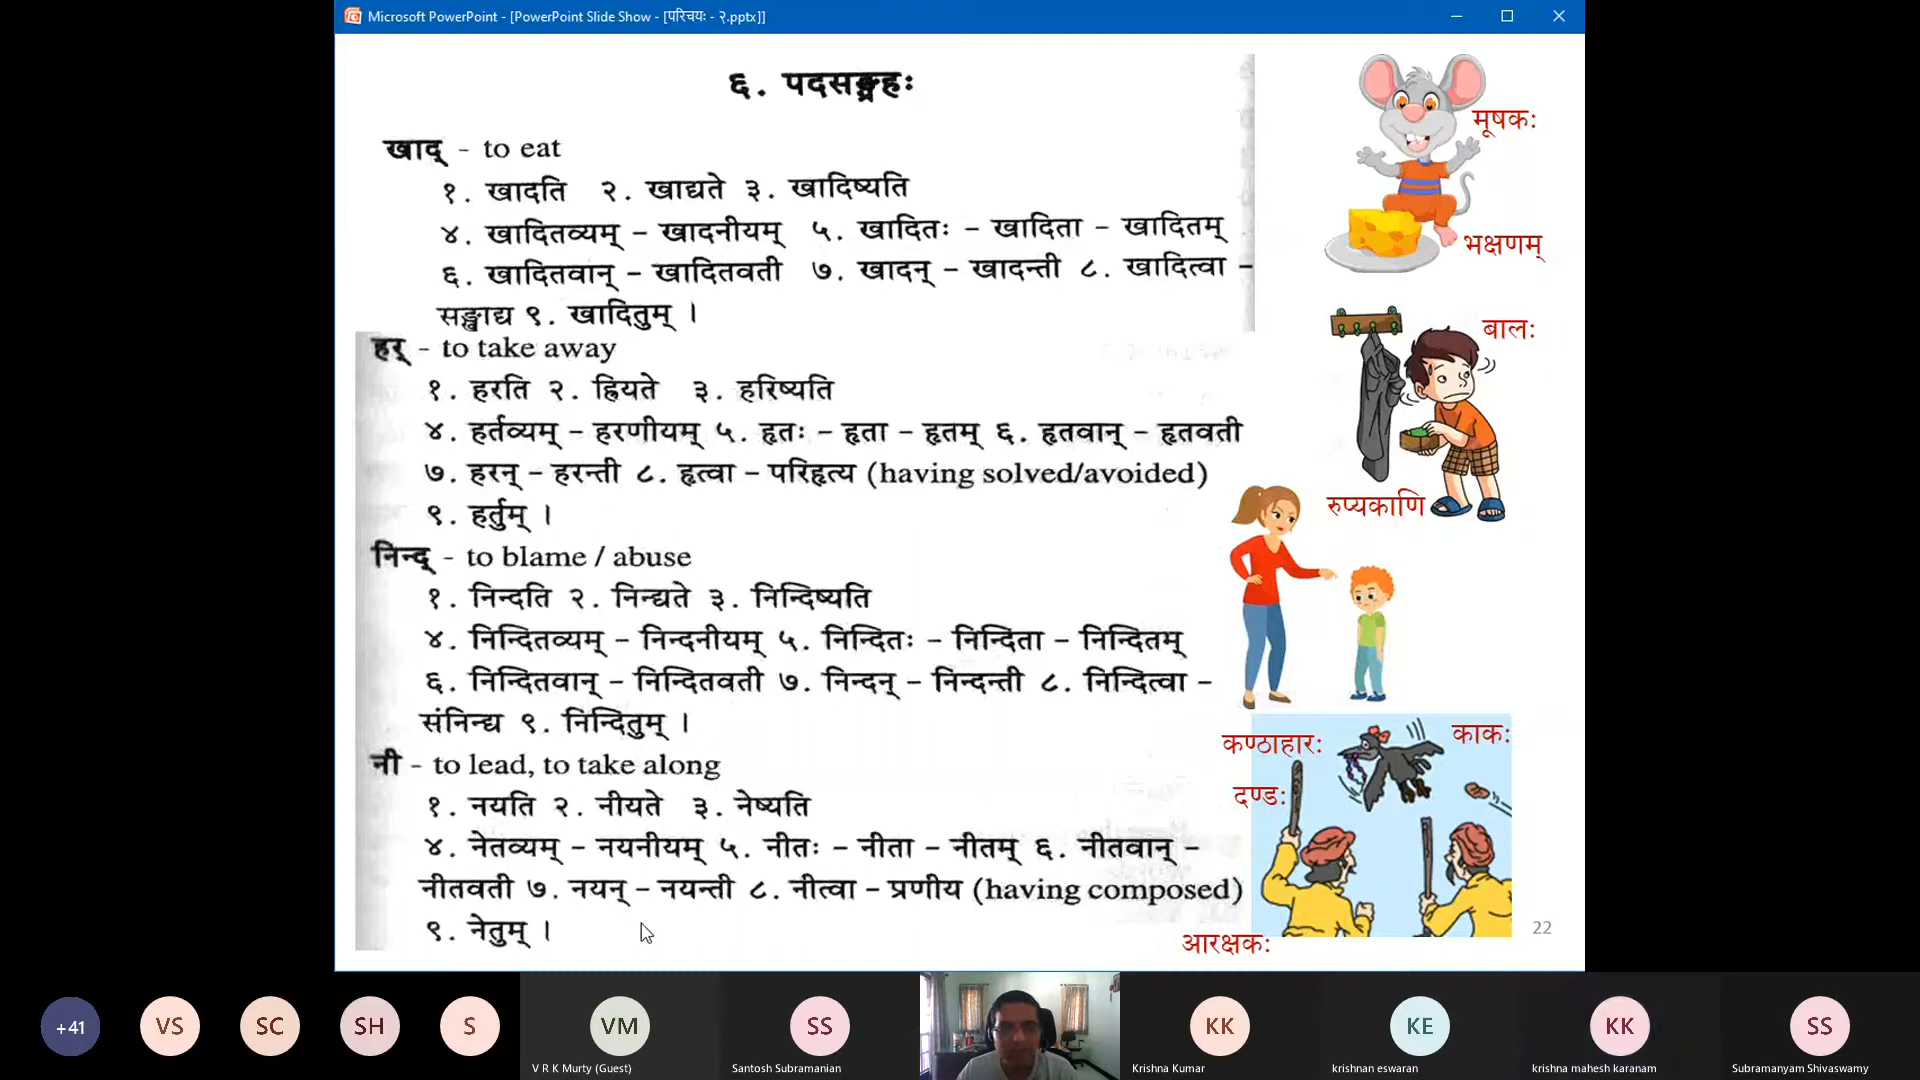 Microsoft PowerPoint - [PowerPoint Slide Show - [परिचयः - २.pptx]]
६. पदसङ्ग्रहः
खाद् - to eat
१. खादति २. खाद्यते ३. खादिष्यति
४. खादितव्यम् – खादनीयम् ५. खादितः – खादिता – खादितम्
६. खादितवान् – खादितवती ७. खादन् – खादन्ती ८. खादित्वा –
सङ्खाद्य ९. खादितुम् ।
हर् - to take away
१. हरति २. ह्रियते ३. हरिष्यति
४. हर्तव्यम् – हरणीयम् ५. हृतः – हृता – हृतम् ६. हृतवान् – हृतवती
७. हरन् – हरन्ती ८. हृत्वा – परिहृत्य (having solved/avoided)
९. हर्तुम् ।
निन्द् - to blame / abuse
१. निन्दति २. निन्द्यते ३. निन्दिष्यति
४. निन्दितव्यम् – निन्दनीयम् ५. निन्दितः – निन्दिता – निन्दितम्
६. निन्दितवान् – निन्दितवती ७. निन्दन् – निन्दन्ती ८. निन्दित्वा –
संनिन्द्य ९. निन्दितुम् ।
नी - to lead, to take along
१. नयति २. नीयते ३. नेष्यति
४. नेतव्यम् – नयनीयम् ५. नीतः – नीता – नीतम् ६. नीतवान् –
नीतवती ७. नयन् – नयन्ती ८. नीत्वा – प्रणीय (having composed)
९. नेतुम् ।
मूषकः
भक्षणम्
बालः
रुप्यकाणि
कण्ठाहारः
काकः
दण्डः
आरक्षकः
22
+41
VS
SC
SH
S
VM
V R K Murty (Guest)
SS
Santosh Subramanian
KK
Krishna Kumar
KE
krishnan eswaran
KK
krishna mahesh karanam
SS
Subramanyam Shivaswamy